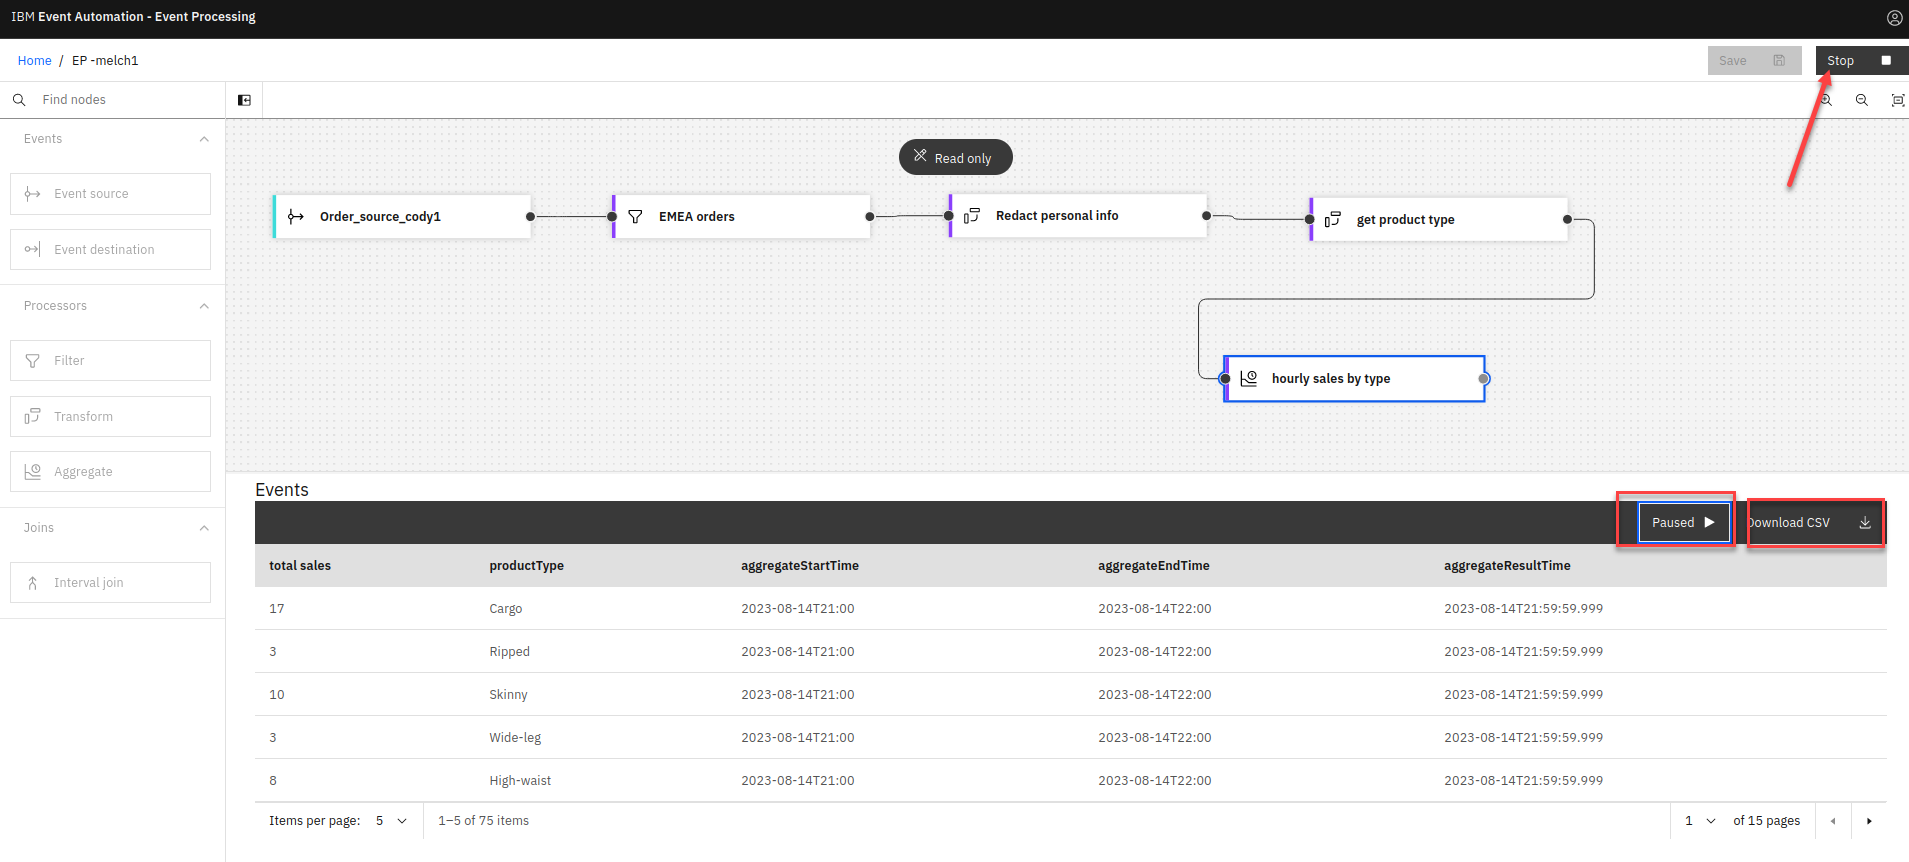 IBM Event Automation - Event Processing
Home / EP -melch1
Save
Stop
Find nodes
Events
Event source
Event destination
Processors
Filter
Transform
Aggregate
Joins
Interval join
Read only
Order_source_cody1
EMEA orders
Redact personal info
get product type
hourly sales by type
Events
Paused
Download CSV
total sales productType aggregateStartTime aggregateEndTime aggregateResultTime
17 Cargo 2023-08-14T21:00 2023-08-14T22:00 2023-08-14T21:59:59.999
3 Ripped 2023-08-14T21:00 2023-08-14T22:00 2023-08-14T21:59:59.999
10 Skinny 2023-08-14T21:00 2023-08-14T22:00 2023-08-14T21:59:59.999
3 Wide-leg 2023-08-14T21:00 2023-08-14T22:00 2023-08-14T21:59:59.999
8 High-waist 2023-08-14T21:00 2023-08-14T22:00 2023-08-14T21:59:59.999
Items per page: 5 1–5 of 75 items 1 of 15 pages